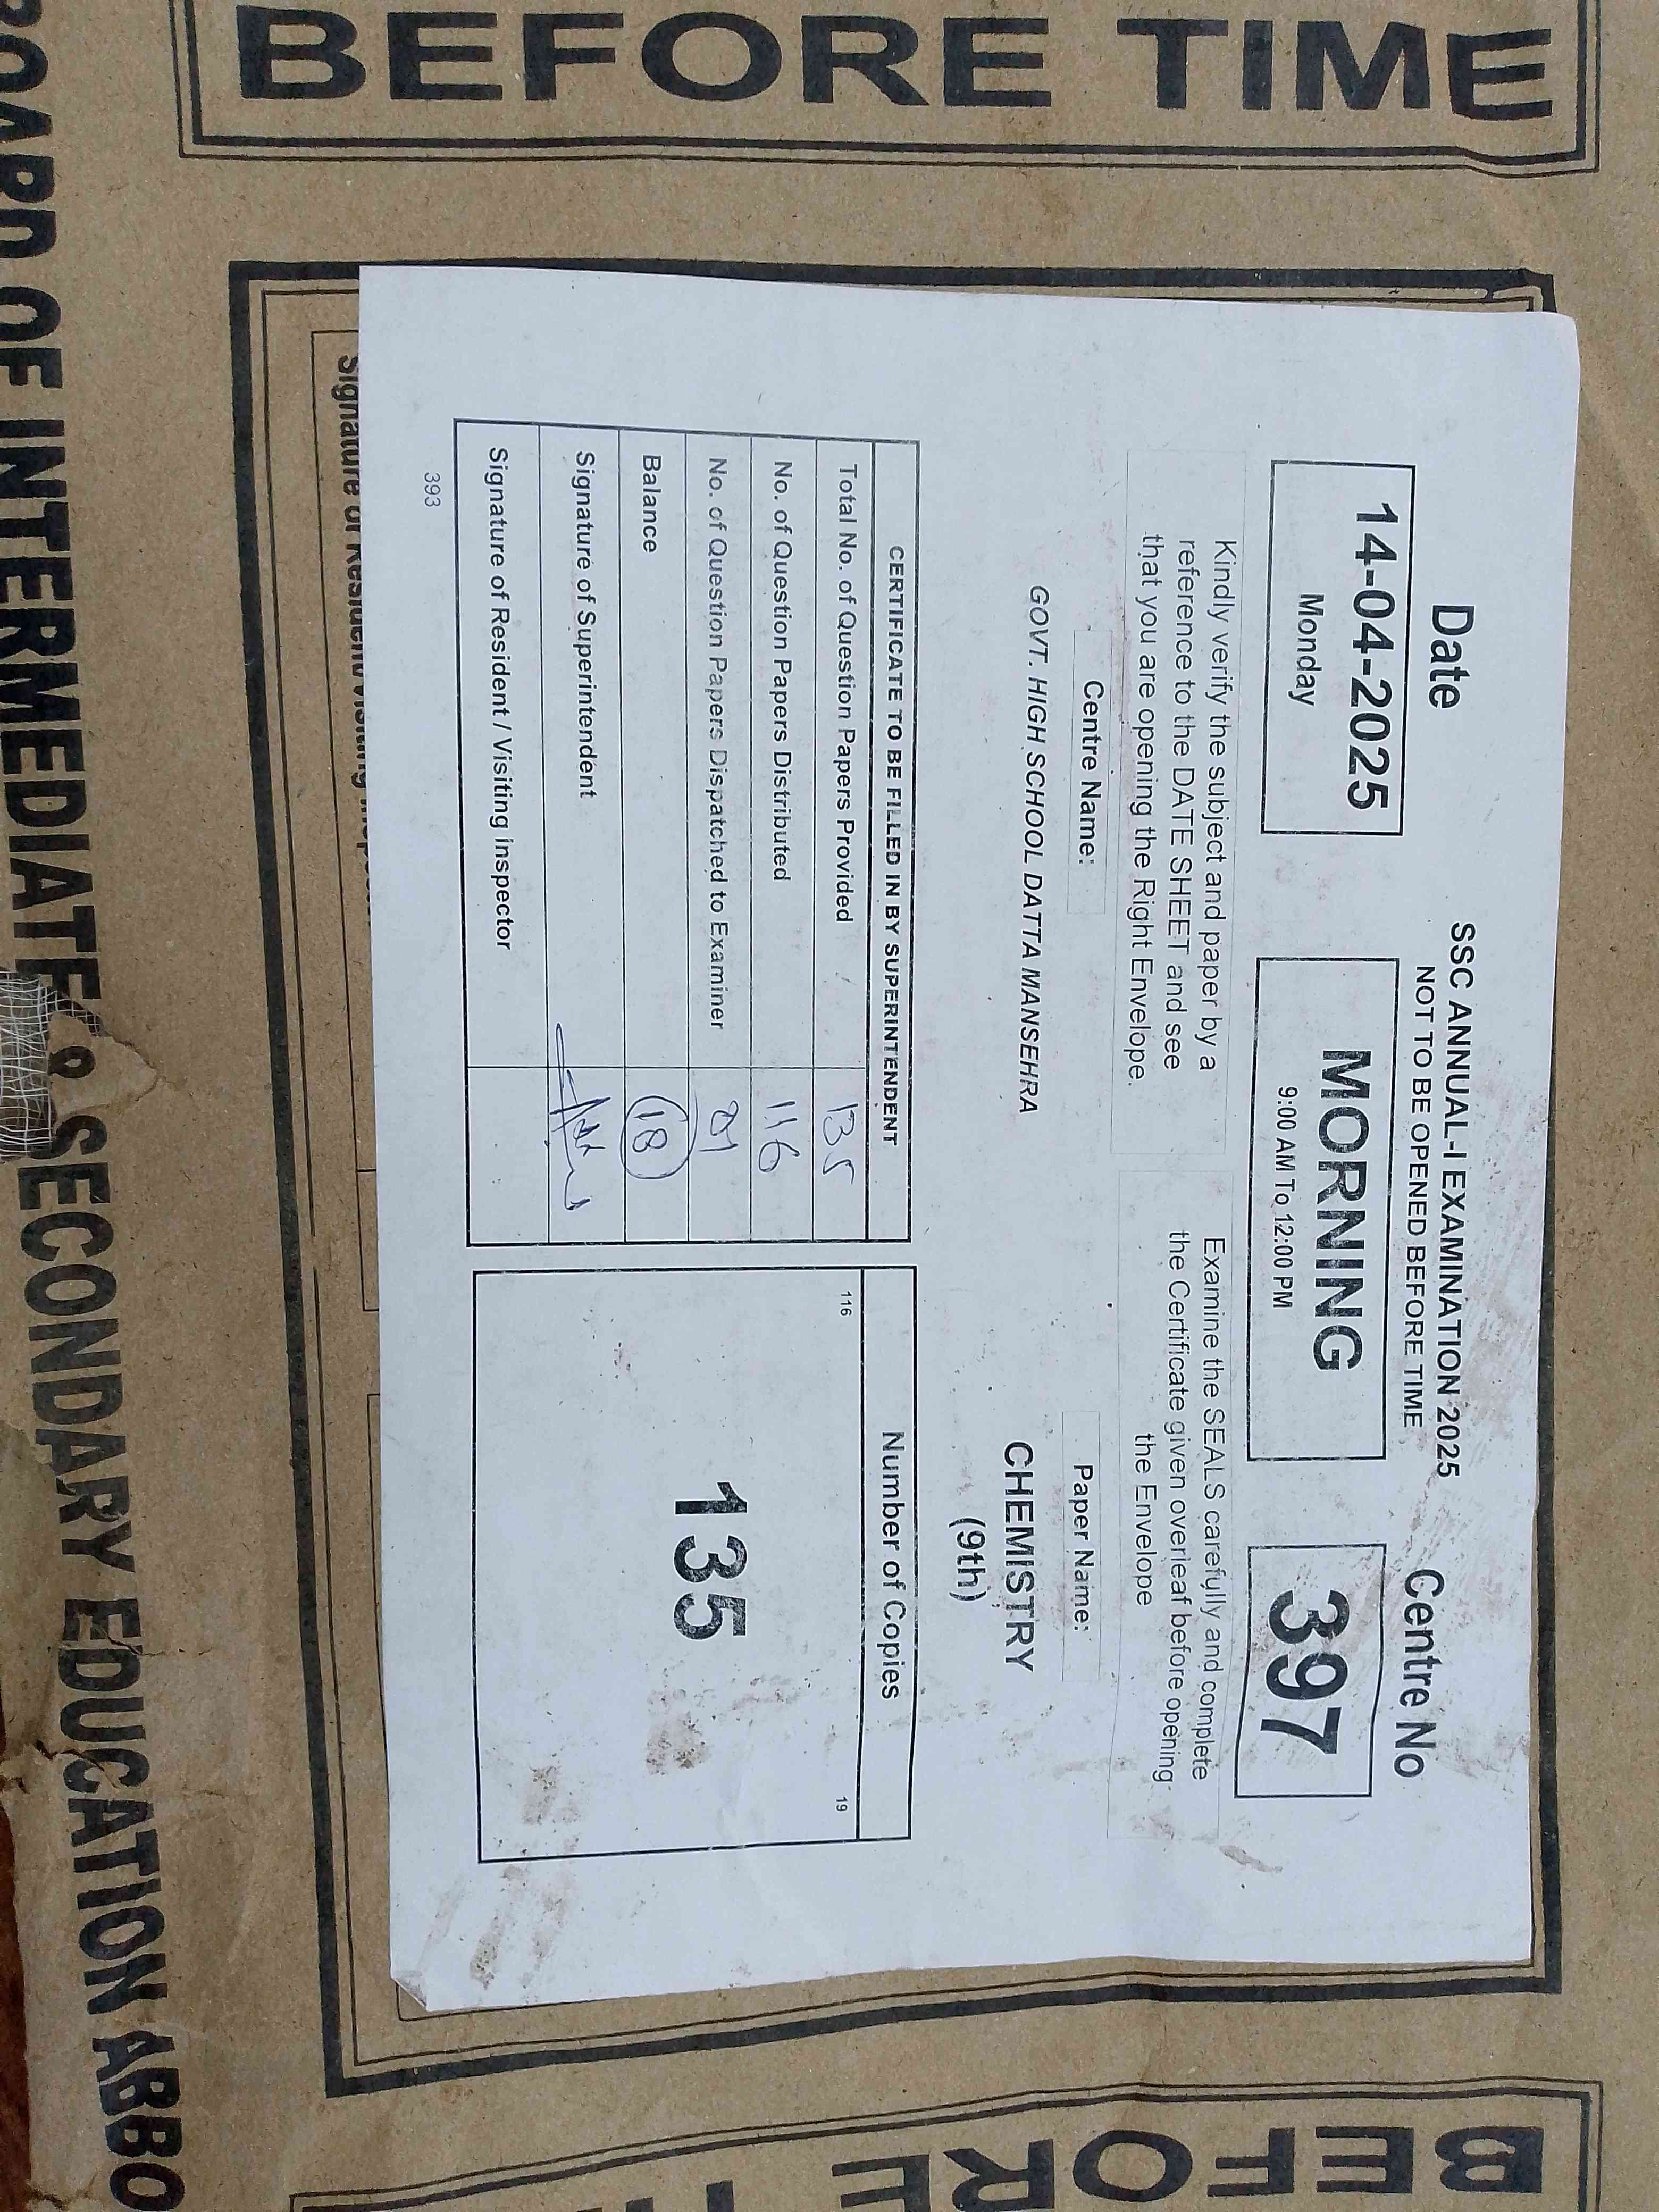 BEFORE TIME
SSC ANNUAL-I EXAMINATION 2025
NOT TO BE OPENED BEFORE TIME
Date
14-04-2025
Monday
MORNING
9:00 AM To 12:00 PM
Centre No
397
Kindly verify the subject and paper by a
reference to the DATE SHEET and see
that you are opening the Right Envelope.
Examine the SEALS carefully and complete
the Certificate given overleaf before opening
the Envelope
Centre Name:
GOVT. HIGH SCHOOL DATTA MANSEHRA
Paper Name:
CHEMISTRY
(9th)
CERTIFICATE TO BE FILLED IN BY SUPERINTENDENT
Total No. of Question Papers Provided 135
No. of Question Papers Distributed 116
No. of Question Papers Dispatched to Examiner 01
Balance 18
Signature of Superintendent
Signature of Resident / Visiting inspector
Number of Copies
116 19
135
393
Signature of Resident
BOARD OF INTERMEDIATE & SECONDARY EDUCATION ABBO
BEFOR